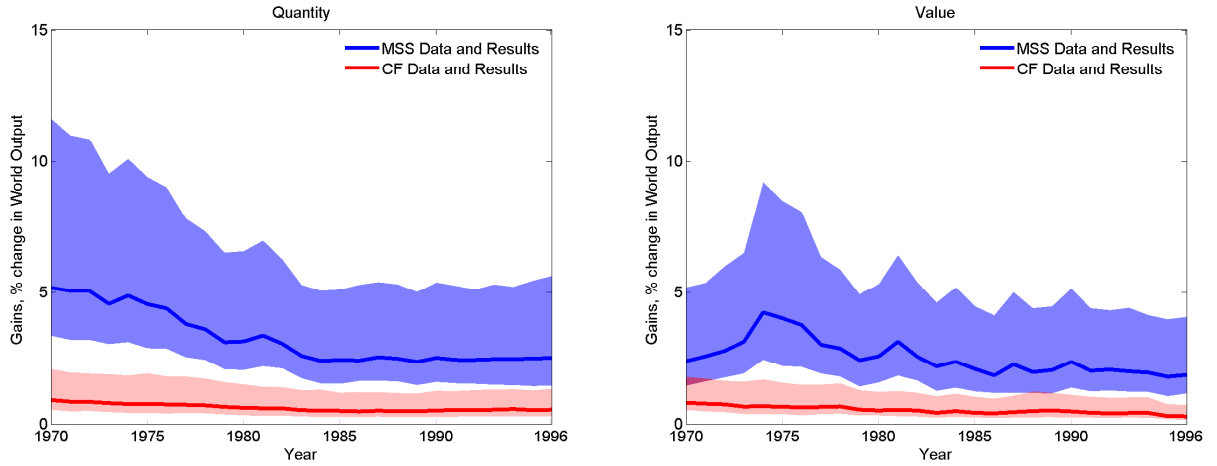 Quantity
15
10
5
0
Gains, % change in World Output
MSS Data and Results
CF Data and Results
1970
1975
1980
1985
1990
1996
Year
Value
15
10
5
0
Gains, % change in World Output
MSS Data and Results
CF Data and Results
1970
1975
1980
1985
1990
1996
Year